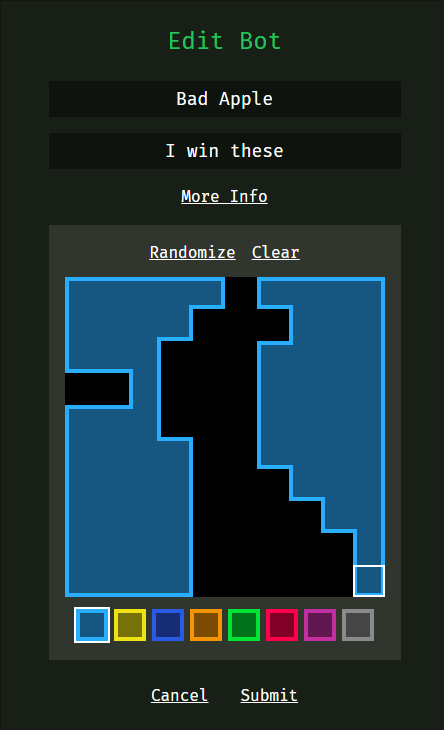 Edit Bot
Bad Apple
I win these
More Info
Randomize Clear
Cancel Submit